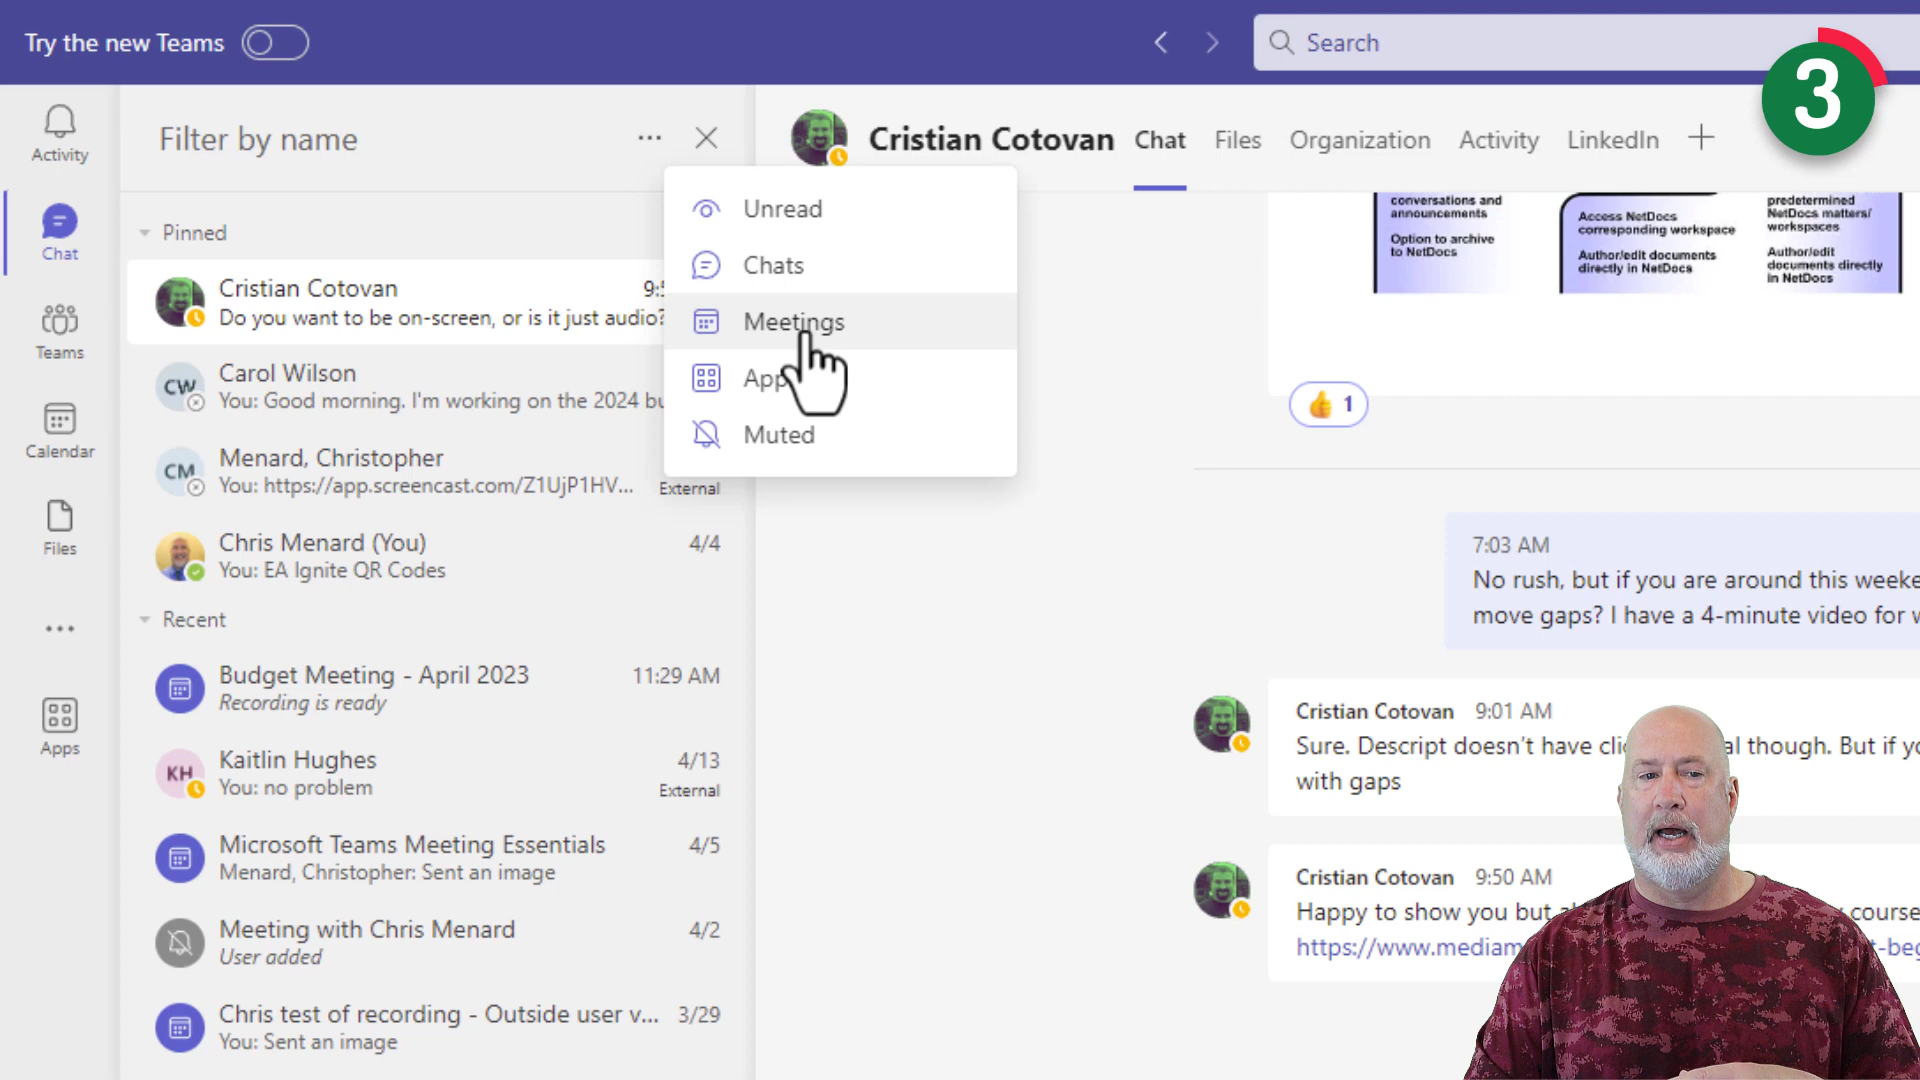 Try the new Teams
Search
3
Activity
Chat
Teams
Calendar
Files
Apps
Filter by name
Pinned
Cristian Cotovan
Do you want to be on-screen, or is it just audio?
Carol Wilson
CW
You: Good morning. I'm working on the 2024
Menard, Christopher
CM
You: https://app.screencast.com/Z1UjP1HV...
External
Chris Menard (You) 4/4
You: EA Ignite QR Codes
Recent
Budget Meeting - April 2023 11:29 AM
Recording is ready
Kaitlin Hughes 4/13
KH
You: no problem External
Microsoft Teams Meeting Essentials 4/5
Menard, Christopher: Sent an image
Meeting with Chris Menard 4/2
User added
Chris test of recording - Outside user v... 3/29
You: Sent an image
Unread
Chats
Meetings
Muted
Cristian Cotovan Chat Files Organization Activity LinkedIn
conversations and
announcements
Option to archive
to NetDocs
Access NetDocs
corresponding workspace
Author/edit documents
directly in NetDocs
predetermined
NetDocs matters/
workspaces
Author/edit
documents directly
in NetDocs
1
7:03 AM
No rush, but if you are around this
move gaps? I have a 4-minute video for
Cristian Cotovan 9:01 AM
Sure. Descript doesn't have though. But if
with gaps
Cristian Cotovan 9:50 AM
Happy to show you but course
https://www.mediam